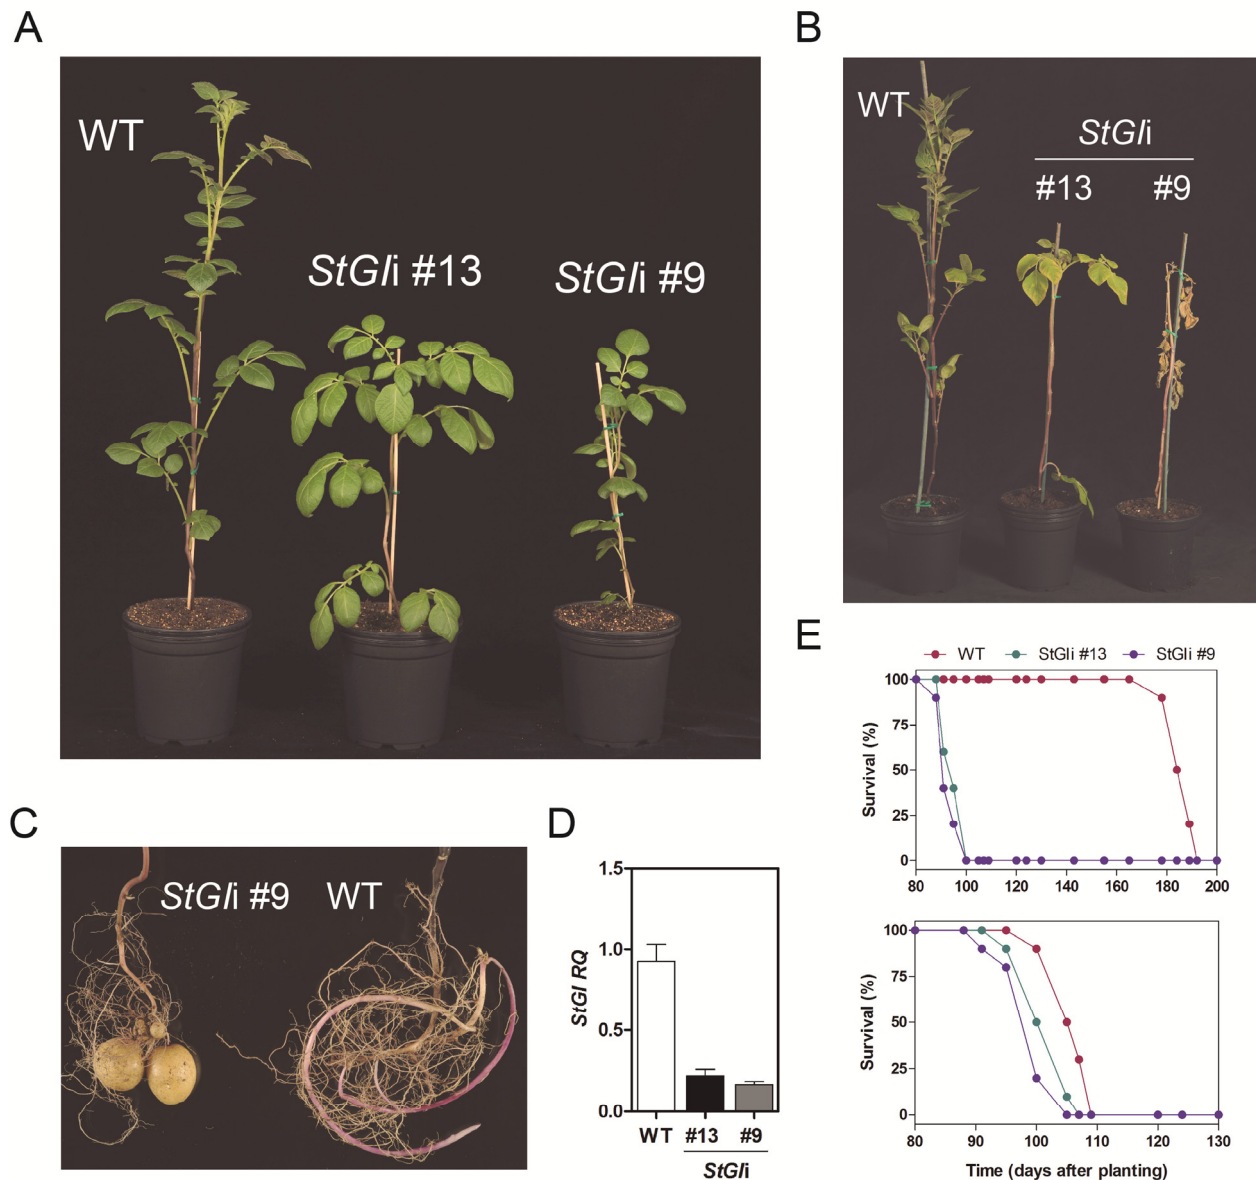 A
WT
StGIi #13
StGIi #9
B
WT
StGIi
#13
#9
C
StGIi #9
WT
D
StGI RQ
1.5
1.0
0.5
0.0
WT
#13
#9
StGIi
E
WT
StGIi #13
StGIi #9
Survival (%)
100
75
50
25
0
80 100 120 140 160 180 200
Survival (%)
100
75
50
25
0
80 90 100 110 120 130
Time (days after planting)